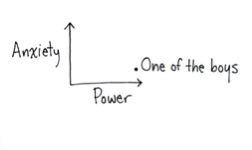 Anxiety
One of the boys
Power